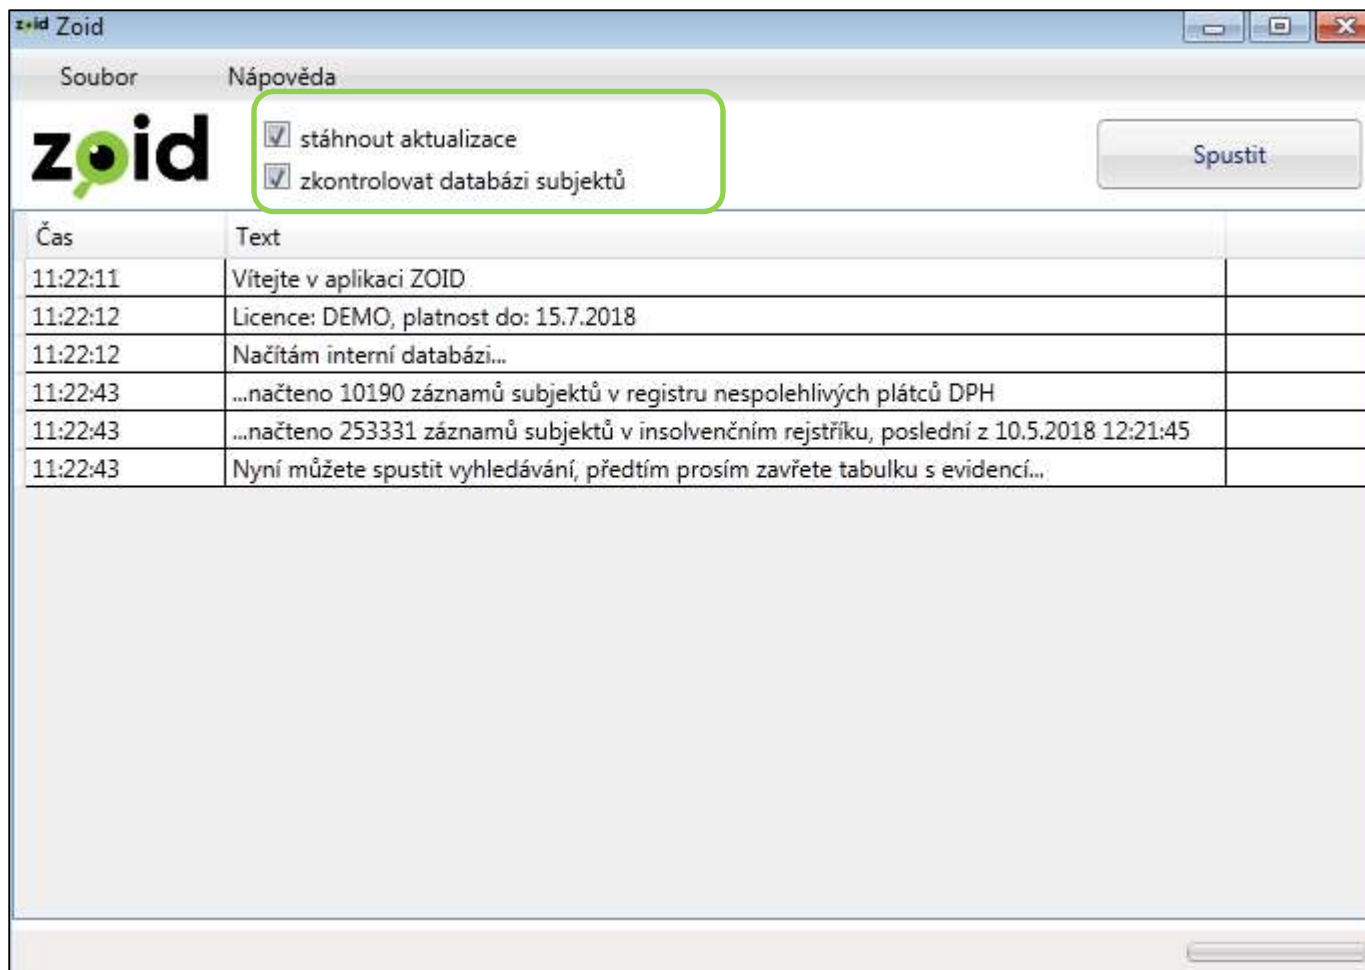 zoid Zoid
Soubor Nápověda
zoid
stáhnout aktualizace
zkontrolovat databázi subjektů
Spustit
Čas Text
11:22:11 Vítejte v aplikaci ZOID
11:22:12 Licence: DEMO, platnost do: 15.7.2018
11:22:12 Načítám interní databázi...
11:22:43 ...načteno 10190 záznamů subjektů v registru nespolehlivých plátců DPH
11:22:43 ...načteno 253331 záznamů subjektů v insolvenčním rejstříku, poslední z 10.5.2018 12:21:45
11:22:43 Nyní můžete spustit vyhledávání, předtím prosím zavřete tabulku s evidencí...